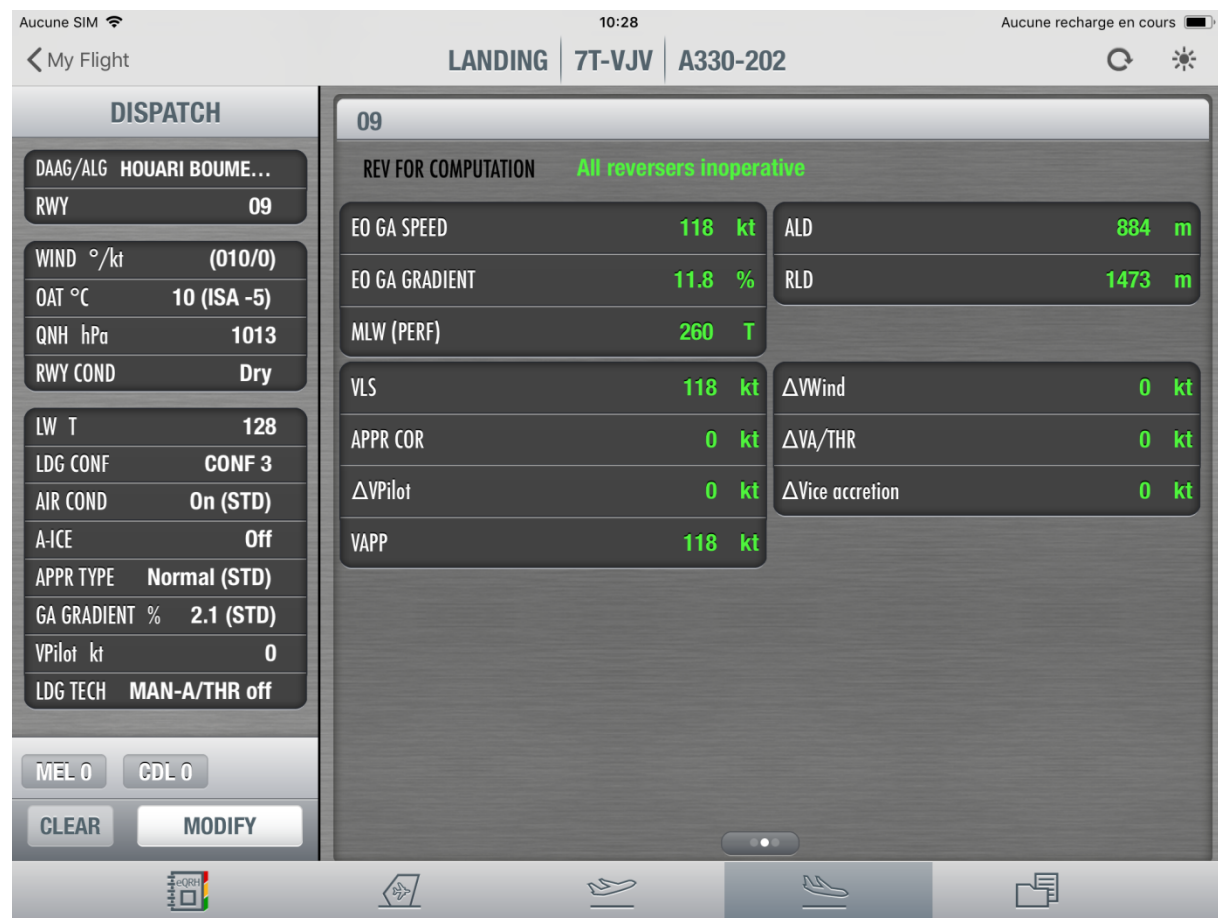 Aucune SIM 10:28 Aucune recharge en cours
My Flight LANDING 7T-VJV A330-202
DISPATCH
DAAG/ALG HOUARI BOUME...
RWY 09
WIND °/kt (010/0)
OAT °C 10 (ISA -5)
QNH hPa 1013
RWY COND Dry
LW T 128
LDG CONF CONF 3
AIR COND On (STD)
A-ICE Off
APPR TYPE Normal (STD)
GA GRADIENT % 2.1 (STD)
VPilot kt 0
LDG TECH MAN-A/THR off
MEL 0 CDL 0
CLEAR MODIFY
09
REV FOR COMPUTATION All reversers inoperative
EO GA SPEED 118 kt
EO GA GRADIENT 11.8 %
MLW (PERF) 260 T
ALD 884 m
RLD 1473 m
VLS 118 kt
APPR COR 0 kt
ΔVPilot 0 kt
VAPP 118 kt
ΔVWind 0 kt
ΔVA/THR 0 kt
ΔVice accretion 0 kt
eQRH